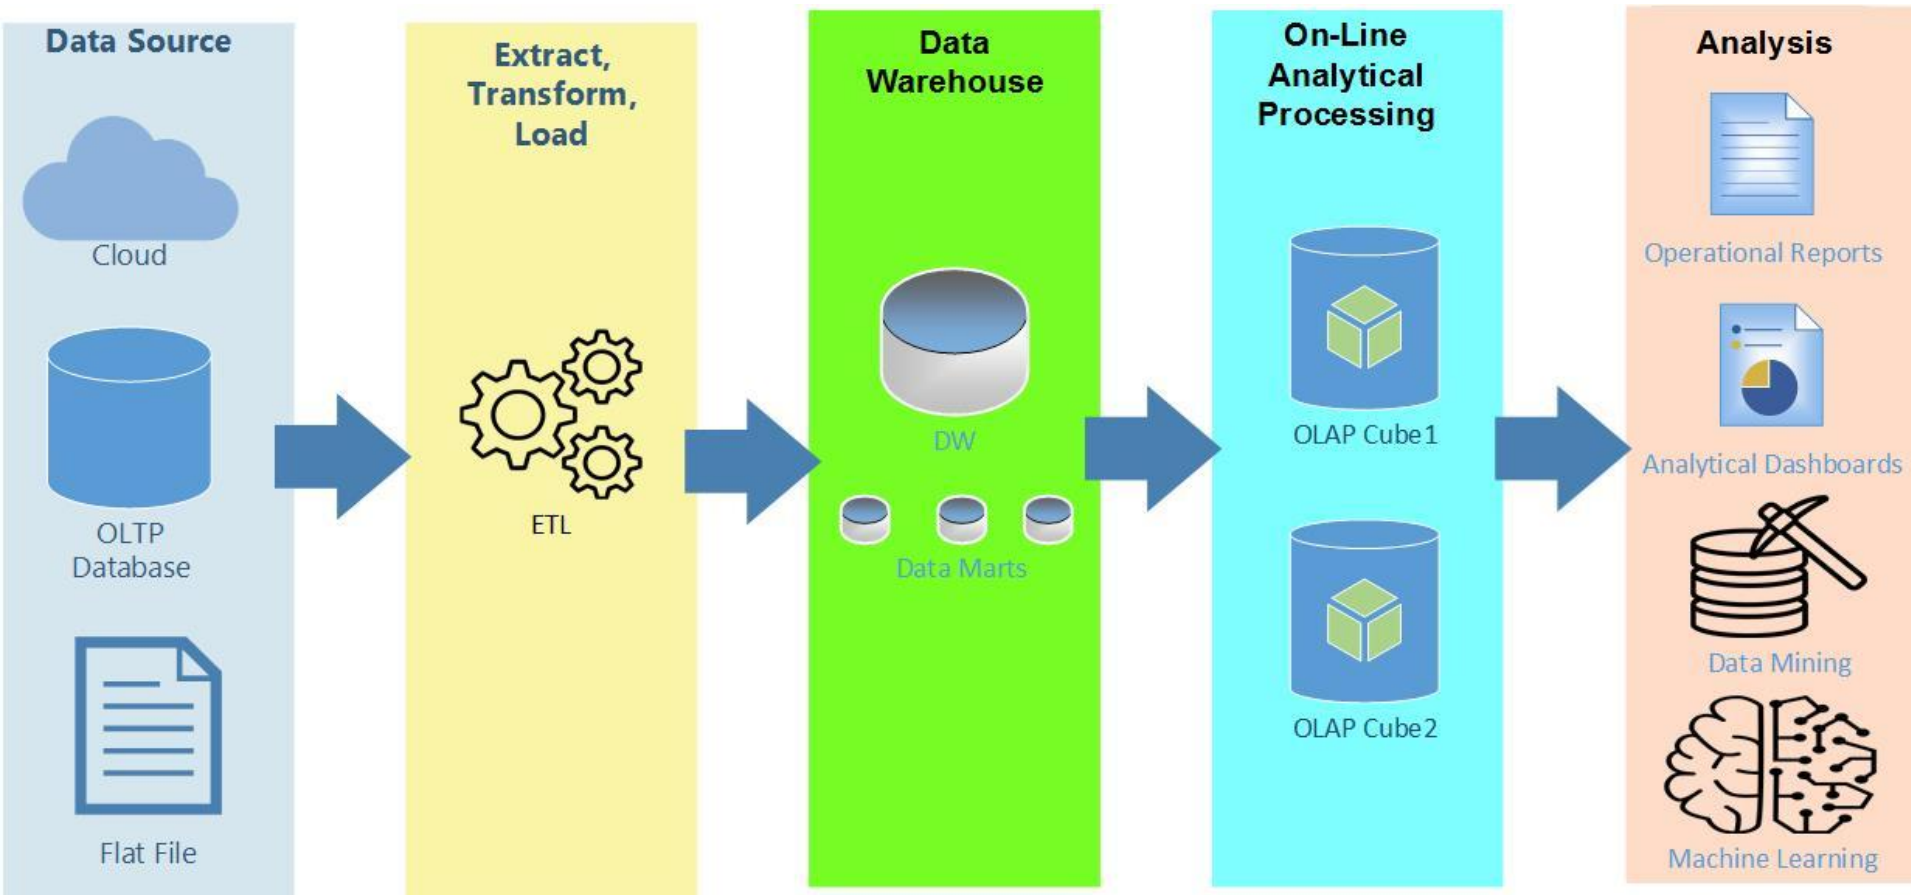 Data Source
Cloud
OLTP
Database
Flat File
Extract,
Transform,
Load
ETL
Data
Warehouse
DW
Data Marts
On-Line
Analytical
Processing
OLAP Cube1
OLAP Cube2
Analysis
Operational Reports
Analytical Dashboards
Data Mining
Machine Learning